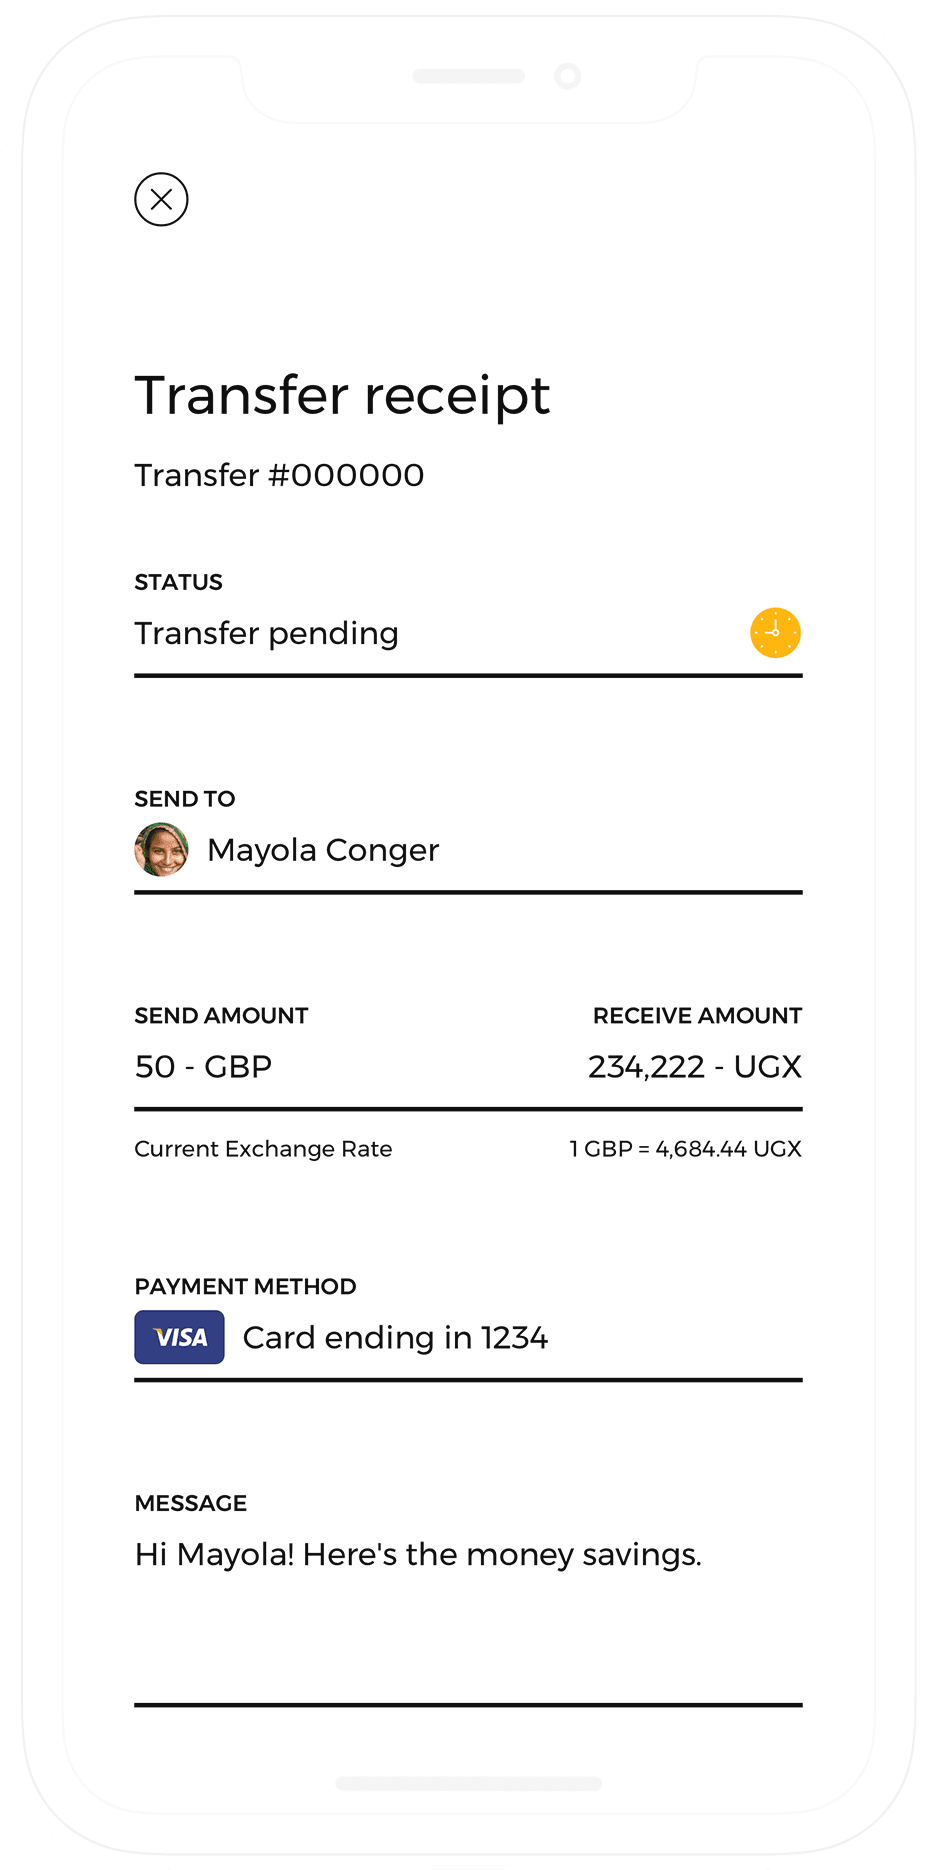 Transfer receipt
Transfer #000000
STATUS
Transfer pending
SEND TO
Mayola Conger
SEND AMOUNT RECEIVE AMOUNT
50 - GBP 234,222 - UGX
Current Exchange Rate 1 GBP = 4,684.44 UGX
PAYMENT METHOD
VISA Card ending in 1234
MESSAGE
Hi Mayola! Here's the money savings.